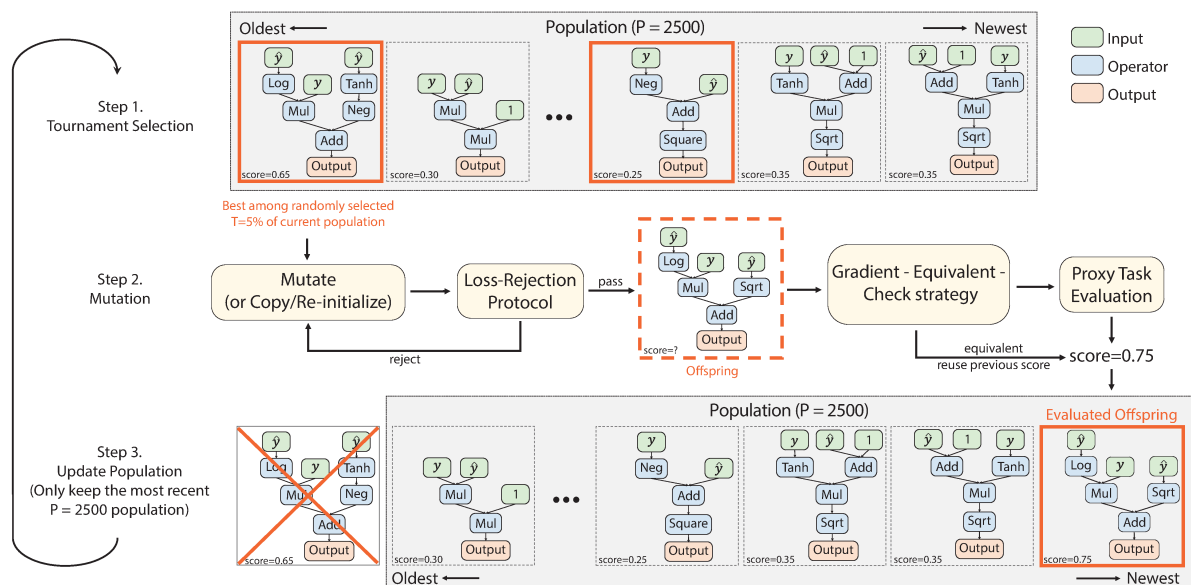 Population (P = 2500)
Oldest
Newest
ŷ
ŷ
Log
y
Tanh
Mul
Neg
Add
Output
score=0.65
y
ŷ
Mul
1
Mul
Output
score=0.30
•••
y
Neg
ŷ
Add
Square
Output
score=0.25
y
ŷ
1
Tanh
Add
Mul
Sqrt
Output
score=0.35
ŷ
1
y
Add
Tanh
Mul
Sqrt
Output
score=0.35
Input
Operator
Output
Step 1.
Tournament Selection
Best among randomly selected
T=5% of current population
Step 2.
Mutation
Mutate
(or Copy/Re-initialize)
Loss-Rejection
Protocol
reject
pass
ŷ
Log
y
ŷ
Mul
Sqrt
Add
Output
score=?
Offspring
Gradient - Equivalent -
Check strategy
Proxy Task
Evaluation
equivalent
reuse previous score
score=0.75
Step 3.
Update Population
(Only keep the most recent
P = 2500 population)
Population (P = 2500)
Evaluated Offspring
ŷ
ŷ
Log
y
Tanh
Mul
Neg
Add
Output
score=0.65
y
ŷ
Mul
1
Mul
Output
score=0.30
•••
y
Neg
ŷ
Add
Square
Output
score=0.25
y
ŷ
1
Tanh
Add
Mul
Sqrt
Output
score=0.35
ŷ
1
y
Add
Tanh
Mul
Sqrt
Output
score=0.35
ŷ
Log
y
ŷ
Mul
Sqrt
Add
Output
score=0.75
Oldest
Newest